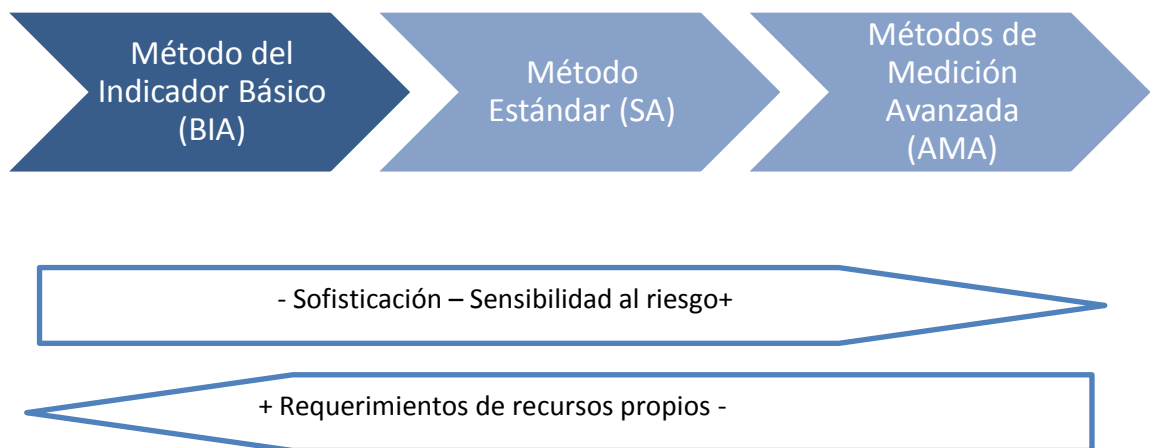 Método del
Indicador Básico
(BIA)
Método
Estándar (SA)
Métodos de
Medición
Avanzada
(AMA)
- Sofisticación – Sensibilidad al riesgo+
+ Requerimientos de recursos propios -